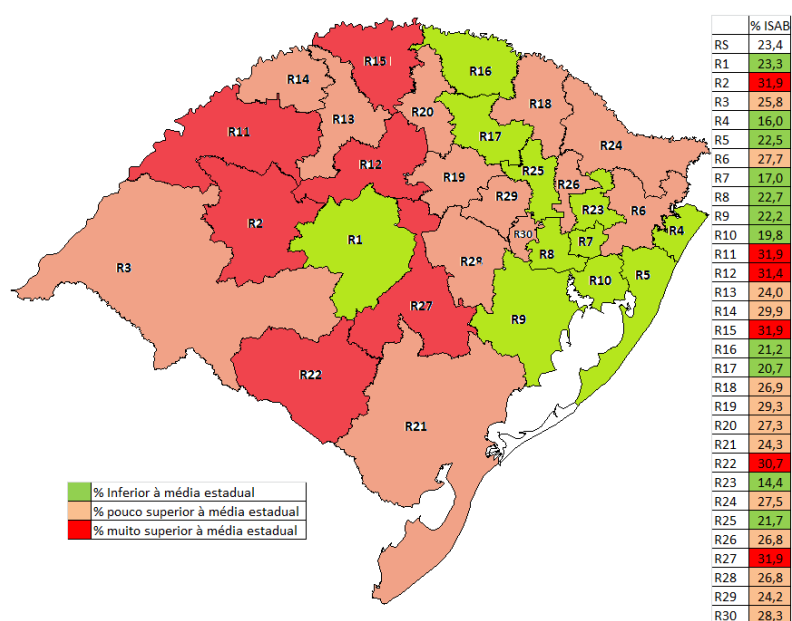 R15
R16
R14
R20
R18
R13
R11
R17
R24
R12
R25
R19
R26
R29
R23
R6
R2
R4
R1
R30
R7
R8
R28
R3
R5
R10
R27
R9
R22
R21
% Inferior à média estadual
% pouco superior à média estadual
% muito superior à média estadual
% ISAB
RS 23,4
R1 23,3
R2 31,9
R3 25,8
R4 16,0
R5 22,5
R6 27,7
R7 17,0
R8 22,7
R9 22,2
R10 19,8
R11 31,9
R12 31,4
R13 24,0
R14 29,9
R15 31,9
R16 21,2
R17 20,7
R18 26,9
R19 29,3
R20 27,3
R21 24,3
R22 30,7
R23 14,4
R24 27,5
R25 21,7
R26 26,8
R27 31,9
R28 26,8
R29 24,2
R30 28,3